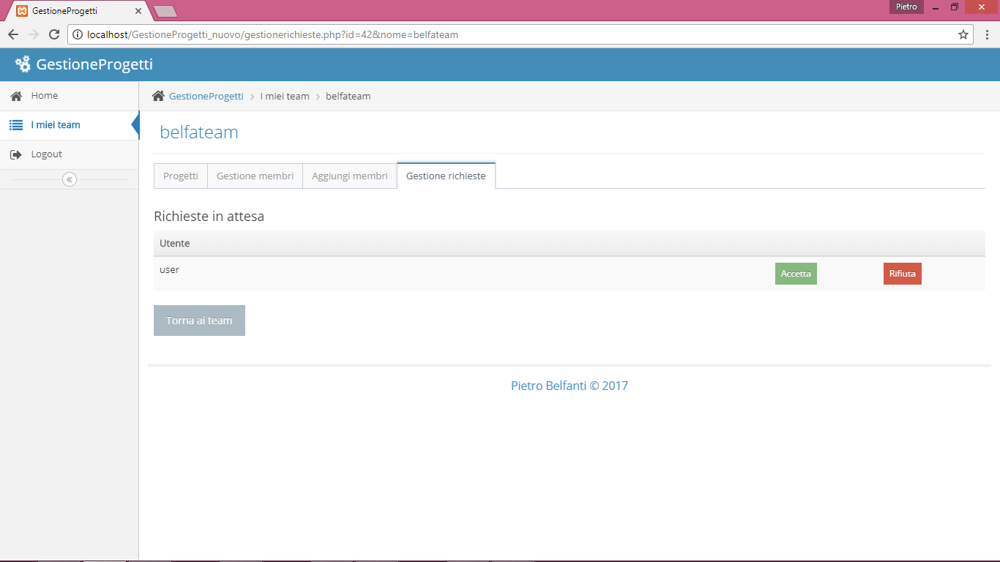 GestioneProgetti
Pietro
localhost/GestioneProgetti_nuovo/gestionerichieste.php?id=42&nome=belfateam
GestioneProgetti
Home
I miei team
Logout
GestioneProgetti > I miei team > belfateam
belfateam
Progetti Gestione membri Aggiungi membri Gestione richieste
Richieste in attesa
Utente
user Accetta Rifiuta
Torna ai team
Pietro Belfanti © 2017